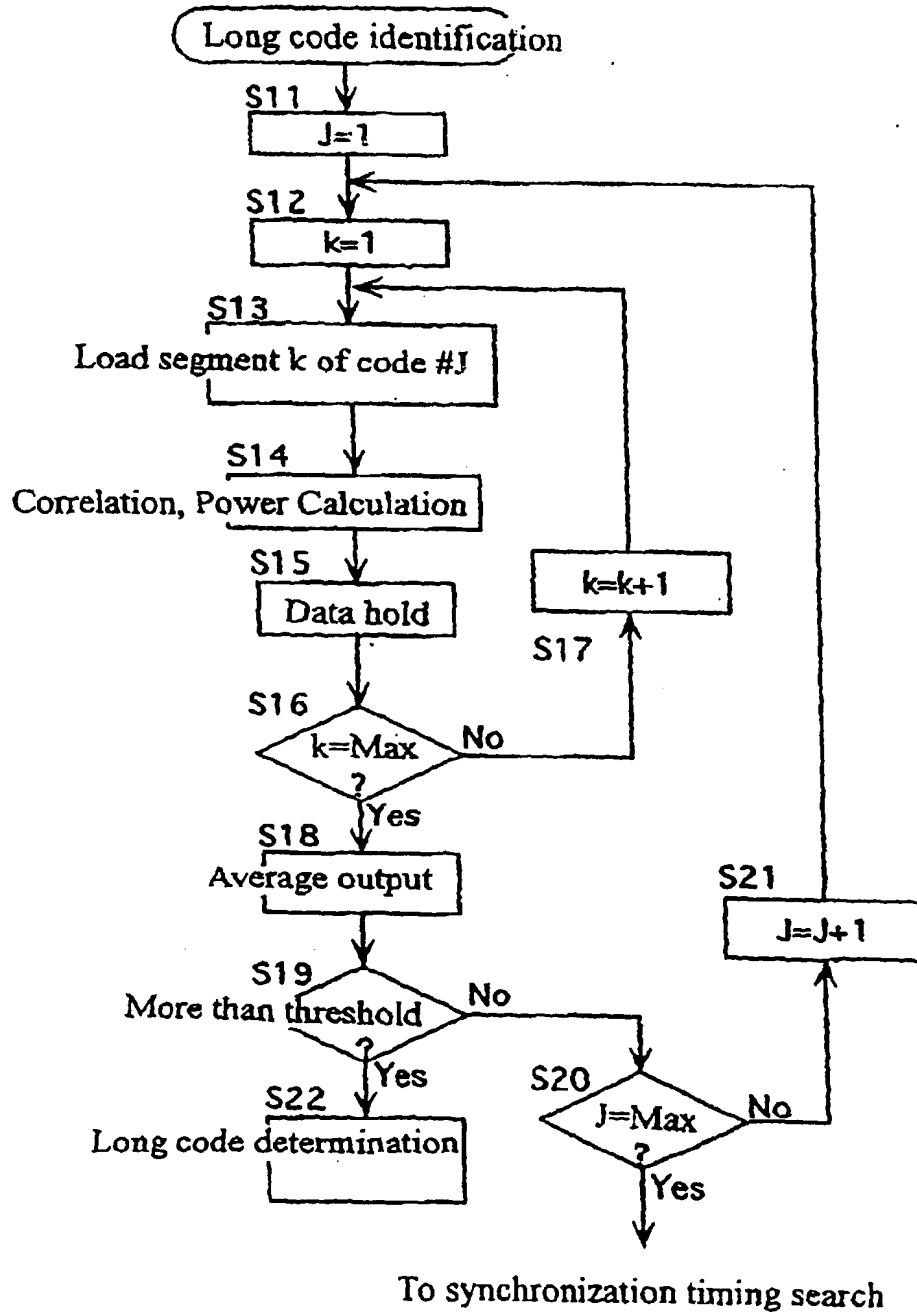 Long code identification
S11
J=1
S12
k=1
S13
Load segment k of code #J
S14
Correlation, Power Calculation
S15
Data hold
k=k+1
S17
S16
k=Max
?
No
Yes
S18
Average output
S21
J=J+1
S19
More than threshold
?
No
Yes
S20
J=Max
?
No
Yes
S22
Long code determination
To synchronization timing search